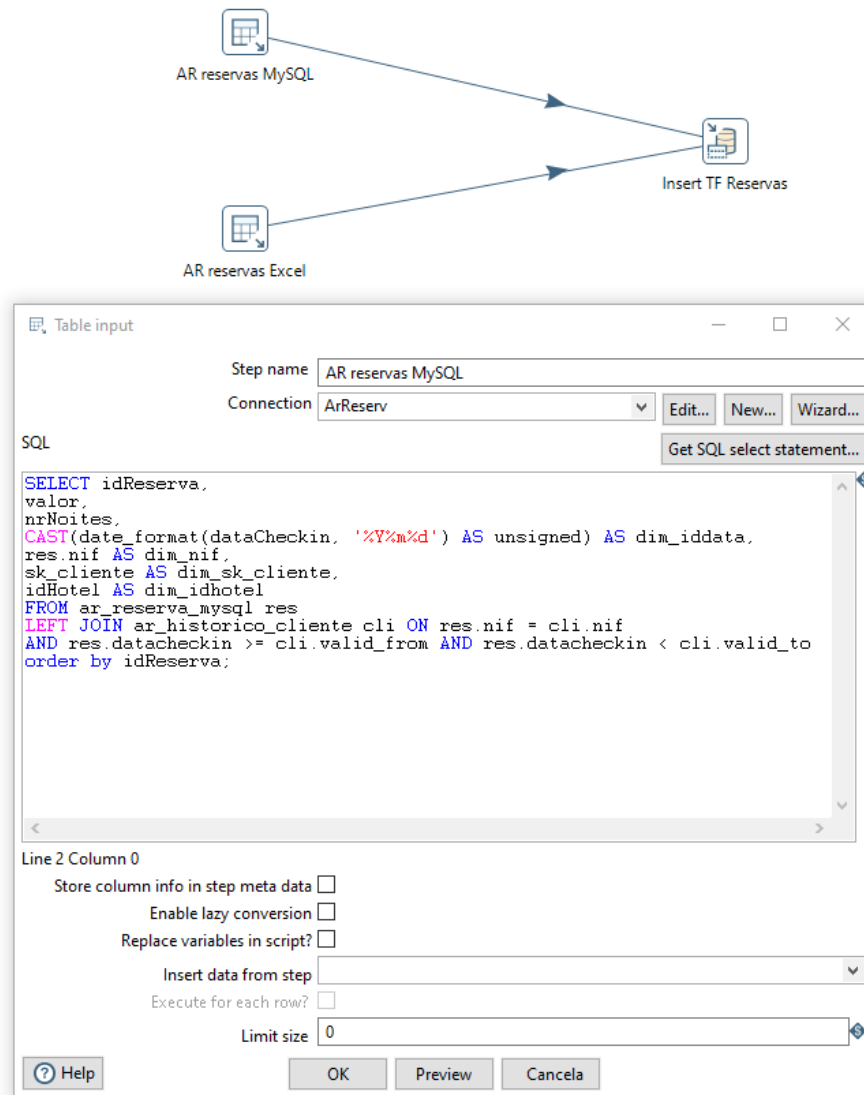 AR reservas MySQL
Insert TF Reservas
AR reservas Excel
Table input
Step name AR reservas MySQL
Connection ArReserv Edit... New... Wizard...
SQL Get SQL select statement...
SELECT idReserva,
valor,
nrNoites,
CAST(date_format(dataCheckin, '%Y%m%d') AS unsigned) AS dim_iddata,
res.nif AS dim_nif,
sk_cliente AS dim_sk_cliente,
idHotel AS dim_idhotel
FROM ar_reserva_mysql res
LEFT JOIN ar_historico_cliente cli ON res.nif = cli.nif
AND res.datacheckin >= cli.valid_from AND res.datacheckin < cli.valid_to
order by idReserva;
Line 2 Column 0
Store column info in step meta data
Enable lazy conversion
Replace variables in script?
Insert data from step
Execute for each row?
Limit size 0
Help OK Preview Cancela